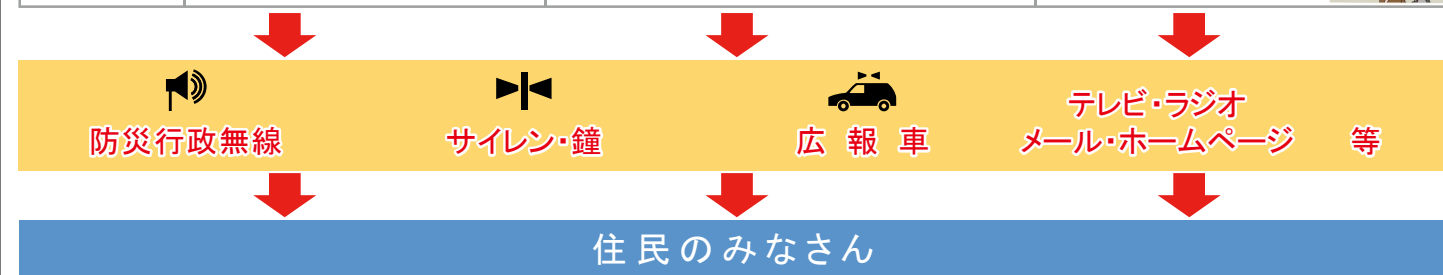 テレビ・ラジオ
防災行政無線 サイレン・鐘 広報車 メール・ホームページ 等
住民のみなさん